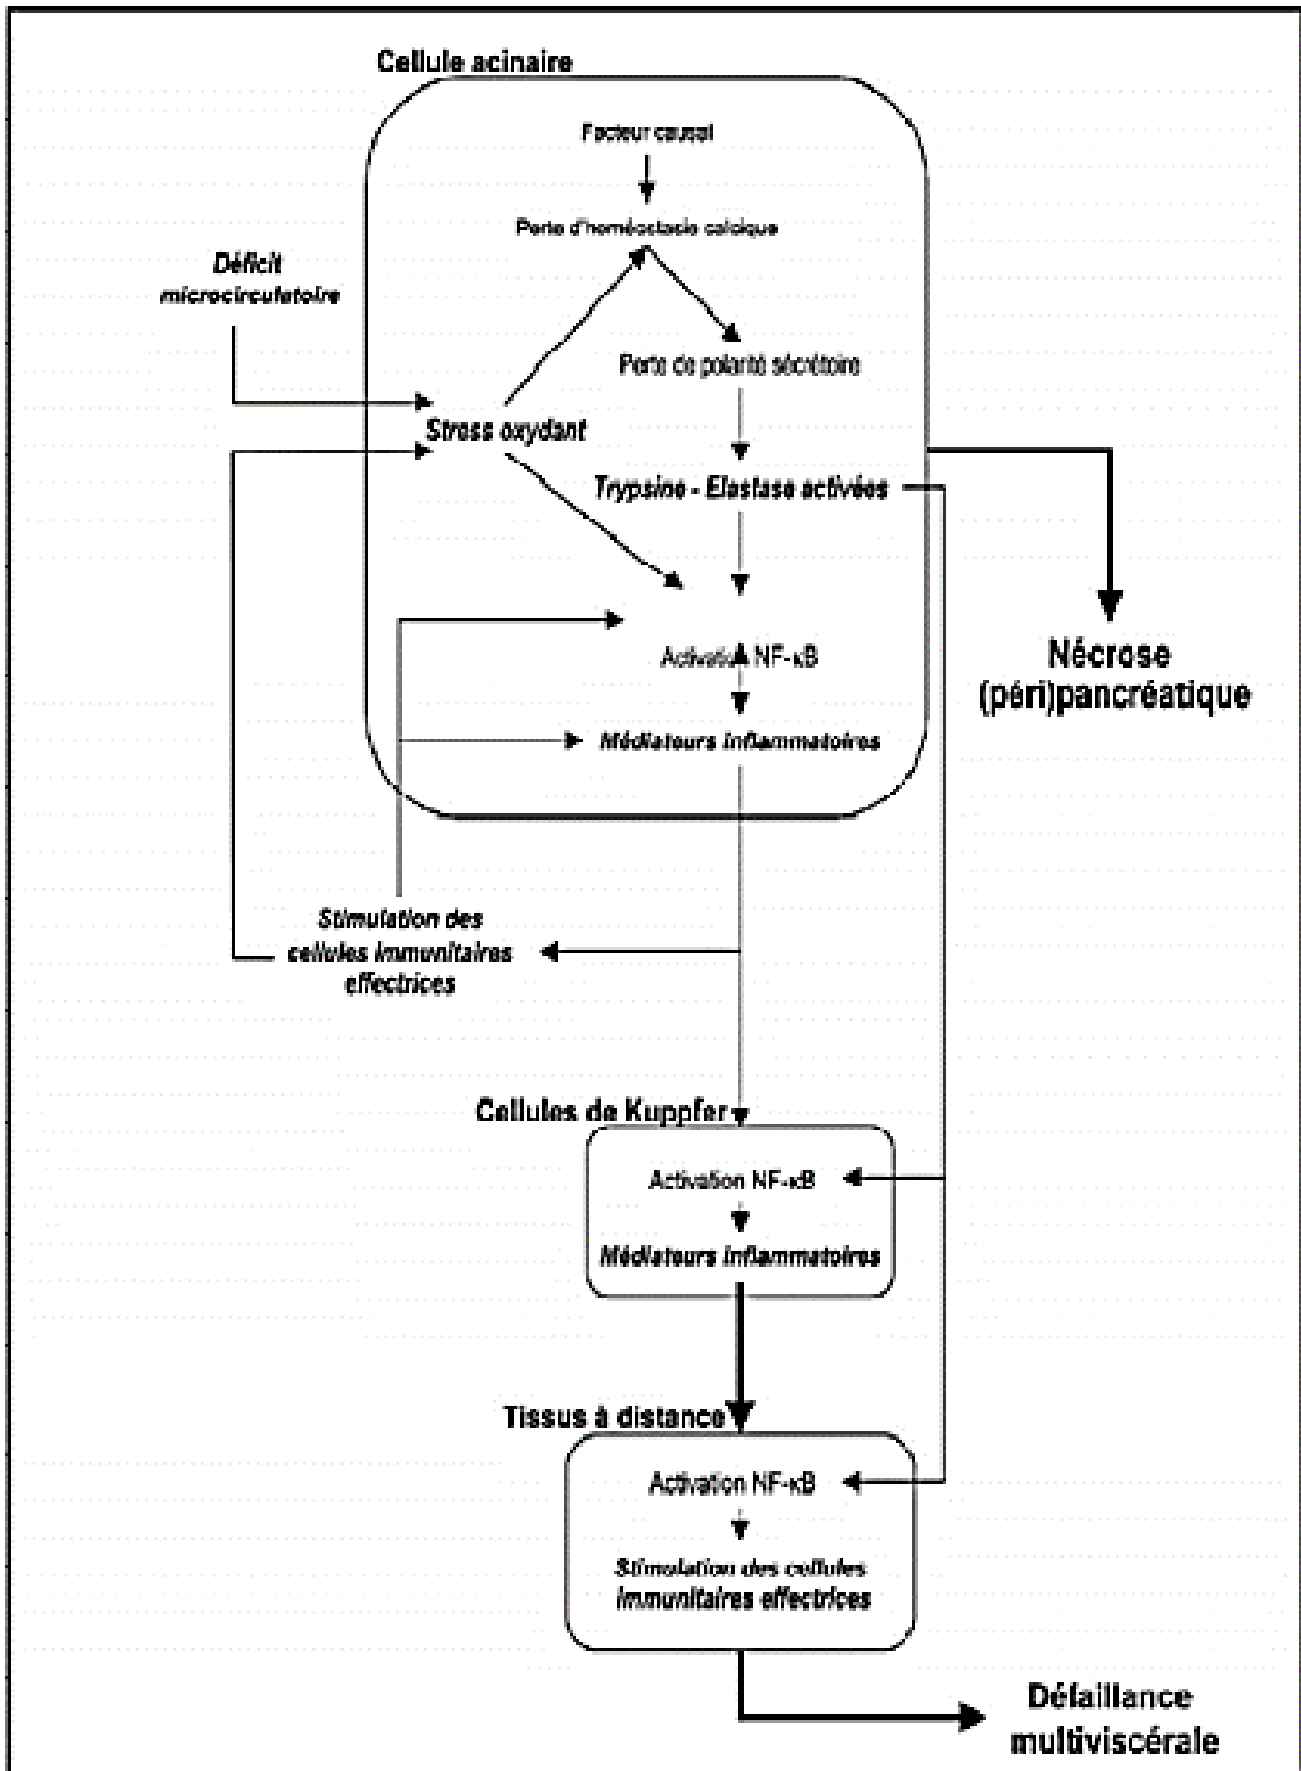 Cellule acinaire
Facteur causal
Perte d'homéostasie calcique
Déficit
microcirculatoire
Perte de polarité sécrétoire
Stress oxydant
Trypsine - Elastase activées
Activation NF-κB
Nécrose
(péri)pancréatique
Médiateurs inflammatoires
Stimulation des
cellules immunitaires
effectrices
Cellules de Kuppfer
Activation NF-κB
Médiateurs inflammatoires
Tissus à distance
Activation NF-κB
Stimulation des cellules
immunitaires effectrices
Défaillance
multiviscérale